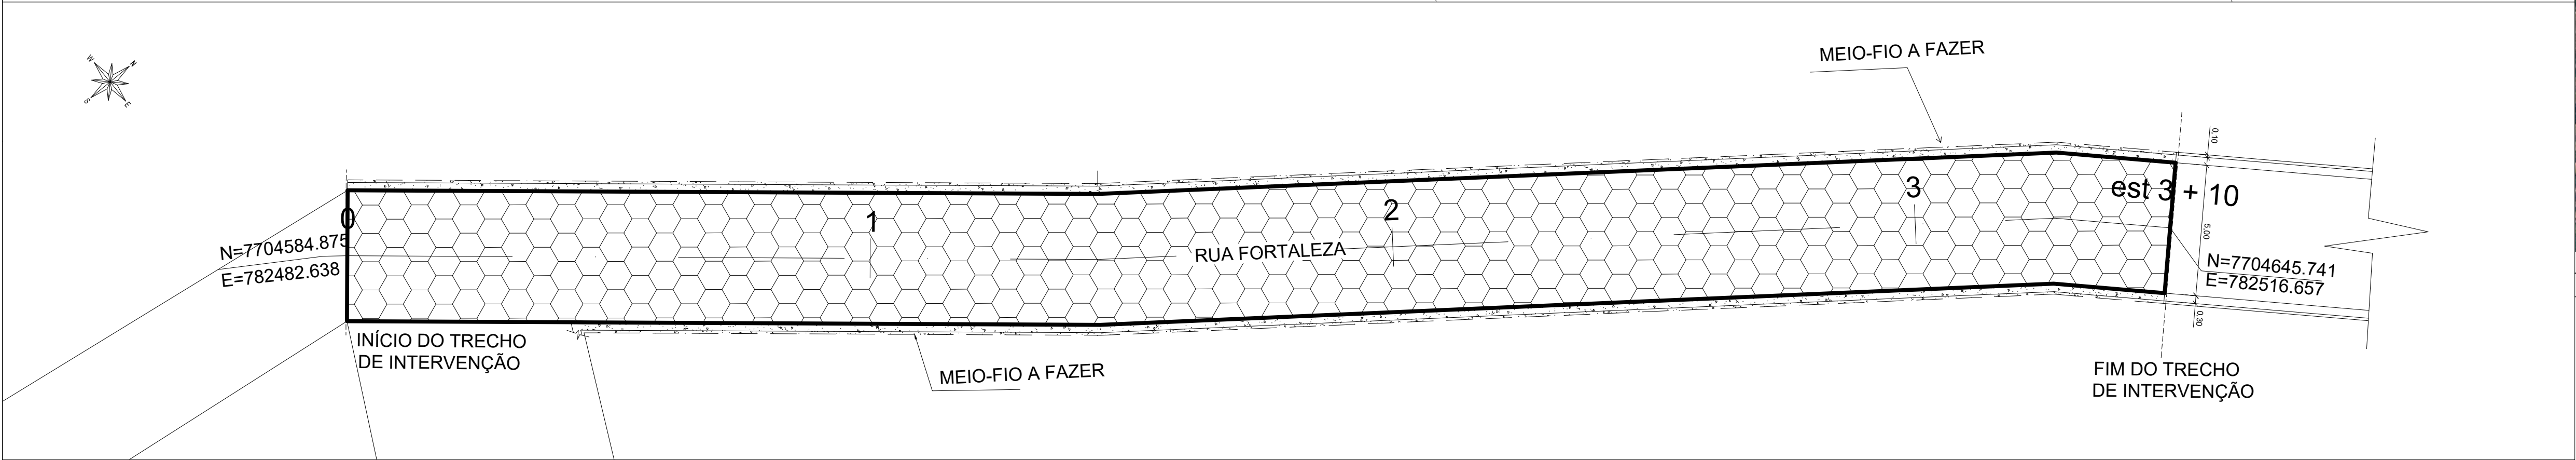 W
N
S
E
MEIO-FIO A FAZER
0
1
2
3
est 3 + 10
0.10
5.00
0.30
N=7704584.875
E=782482.638
RUA FORTALEZA
N=7704645.741
E=782516.657
INÍCIO DO TRECHO
DE INTERVENÇÃO
MEIO-FIO A FAZER
FIM DO TRECHO
DE INTERVENÇÃO